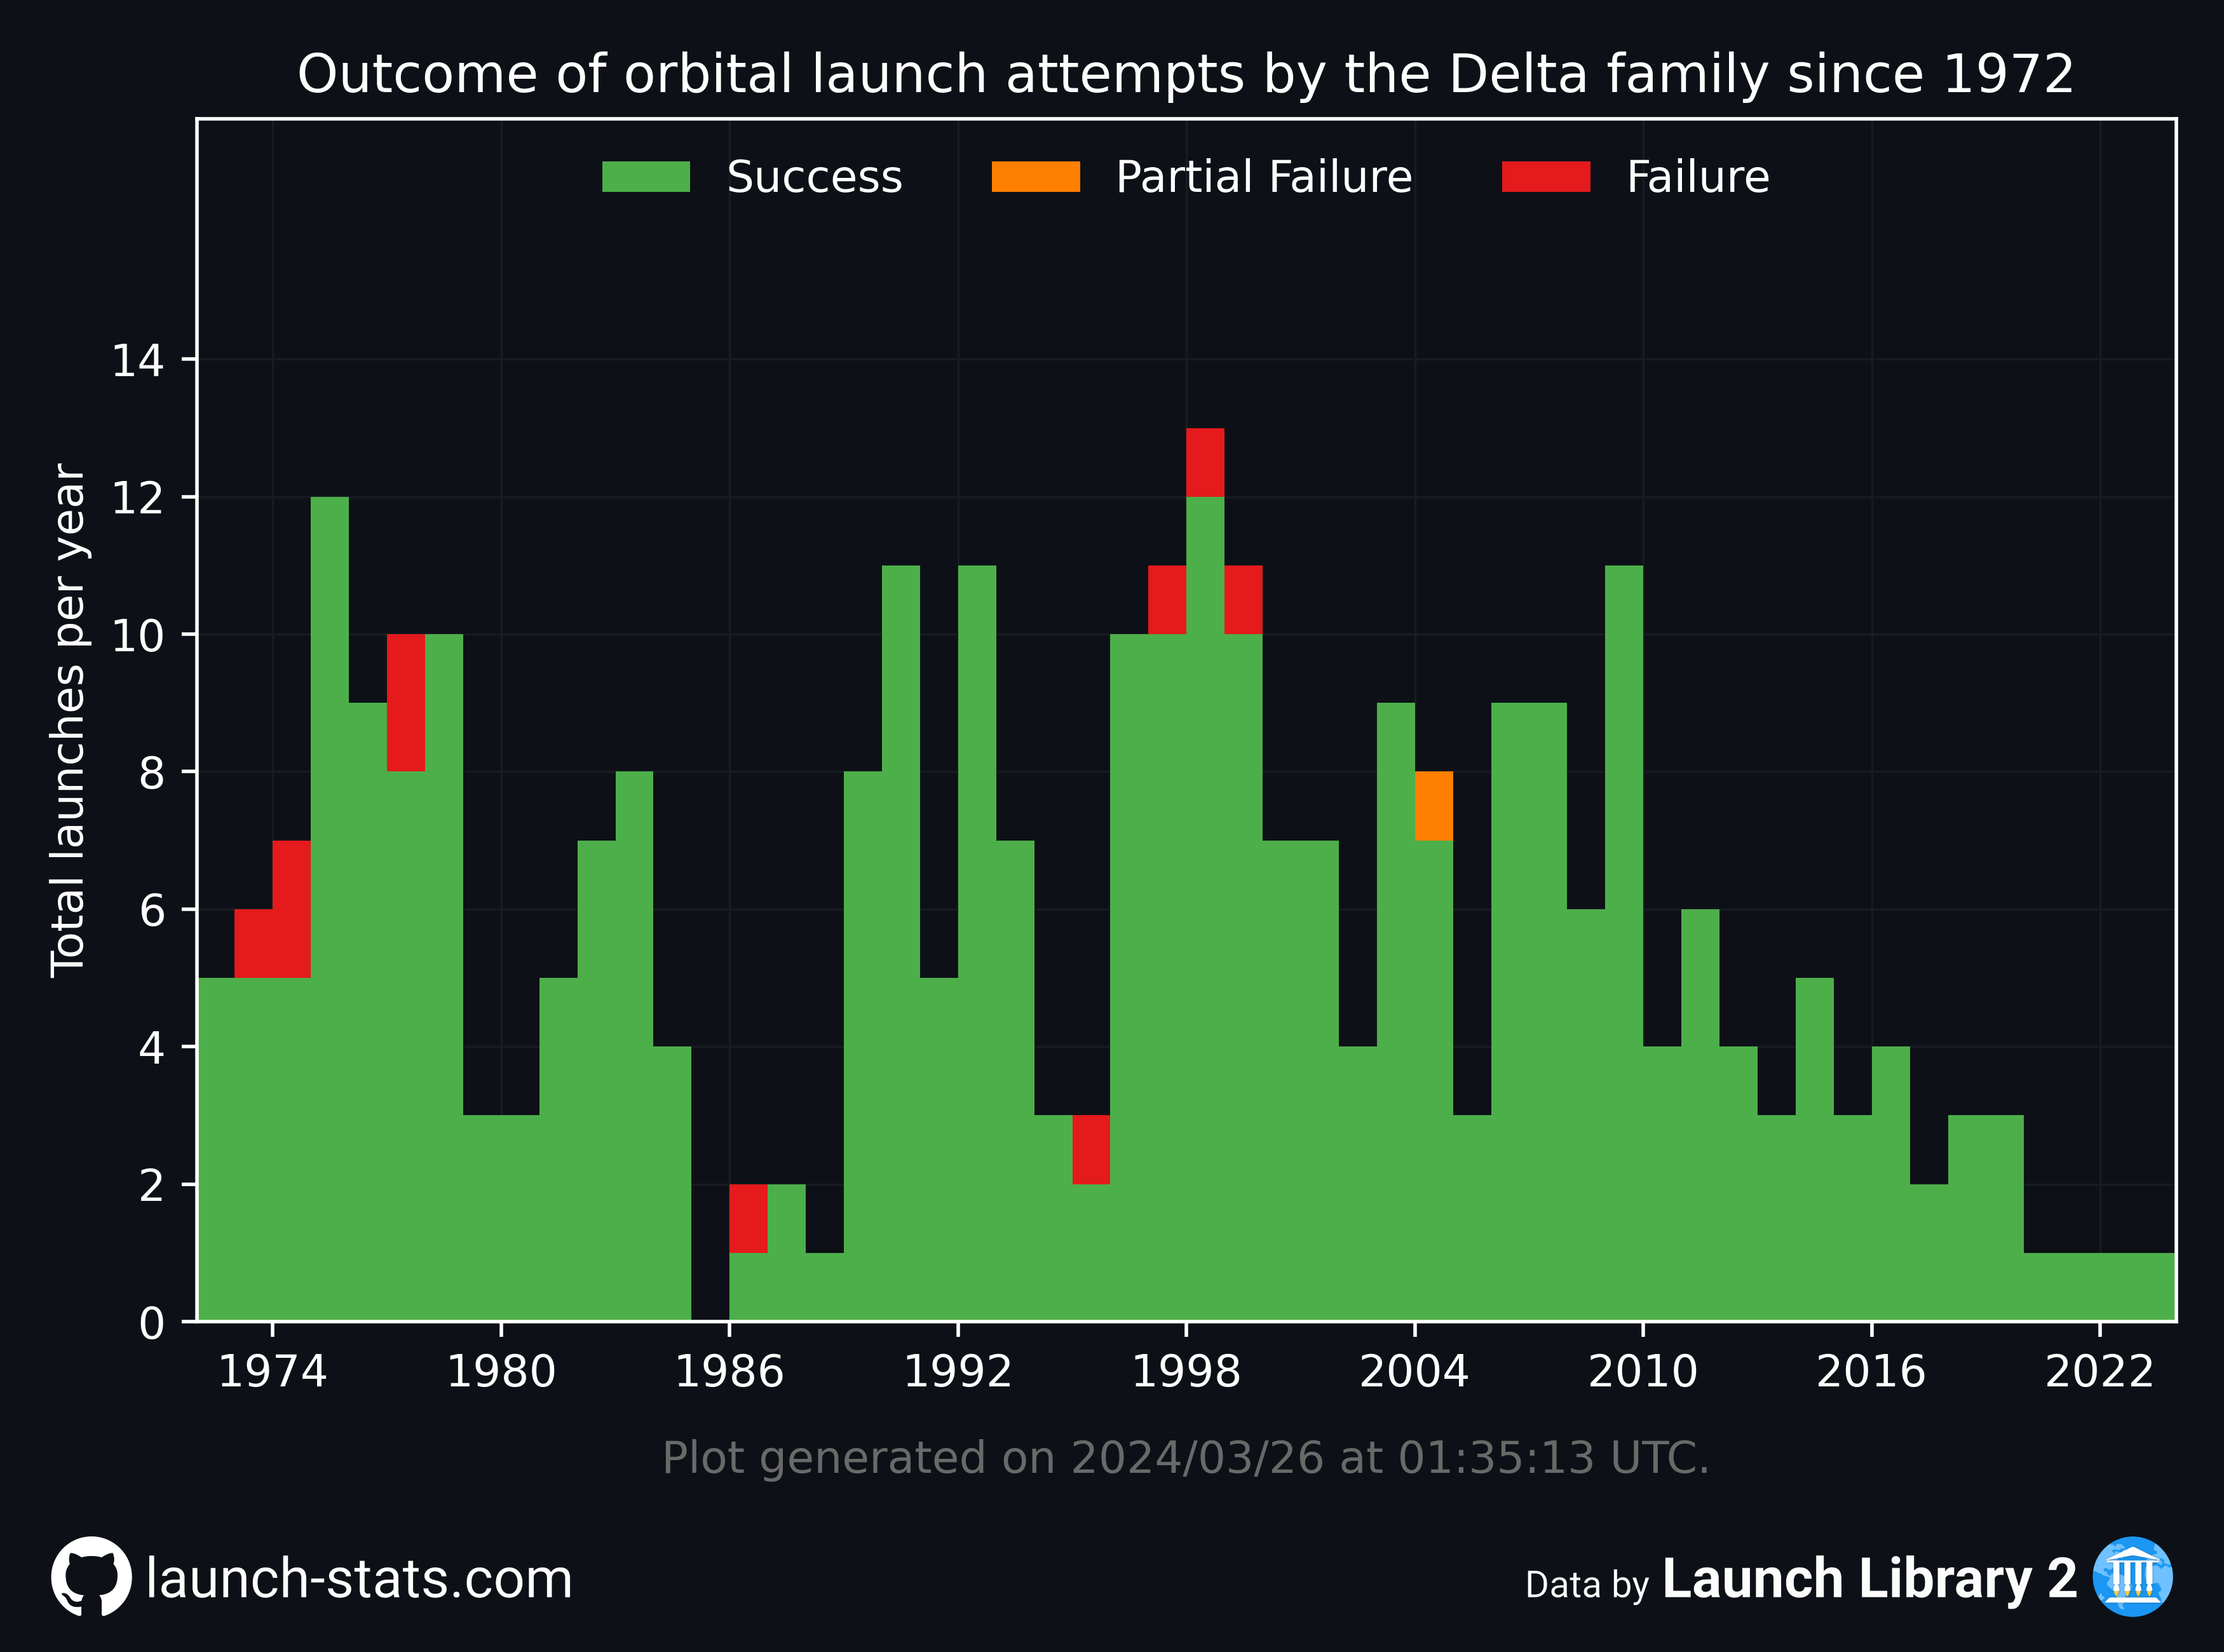 Outcome of orbital launch attempts by the Delta family since 1972
Success Partial Failure Failure
Total launches per year
14
12
10
8
6
4
2
0
1974 1980 1986 1992 1998 2004 2010 2016 2022
Plot generated on 2024/03/26 at 01:35:13 UTC.
launch-stats.com
Data by Launch Library 2